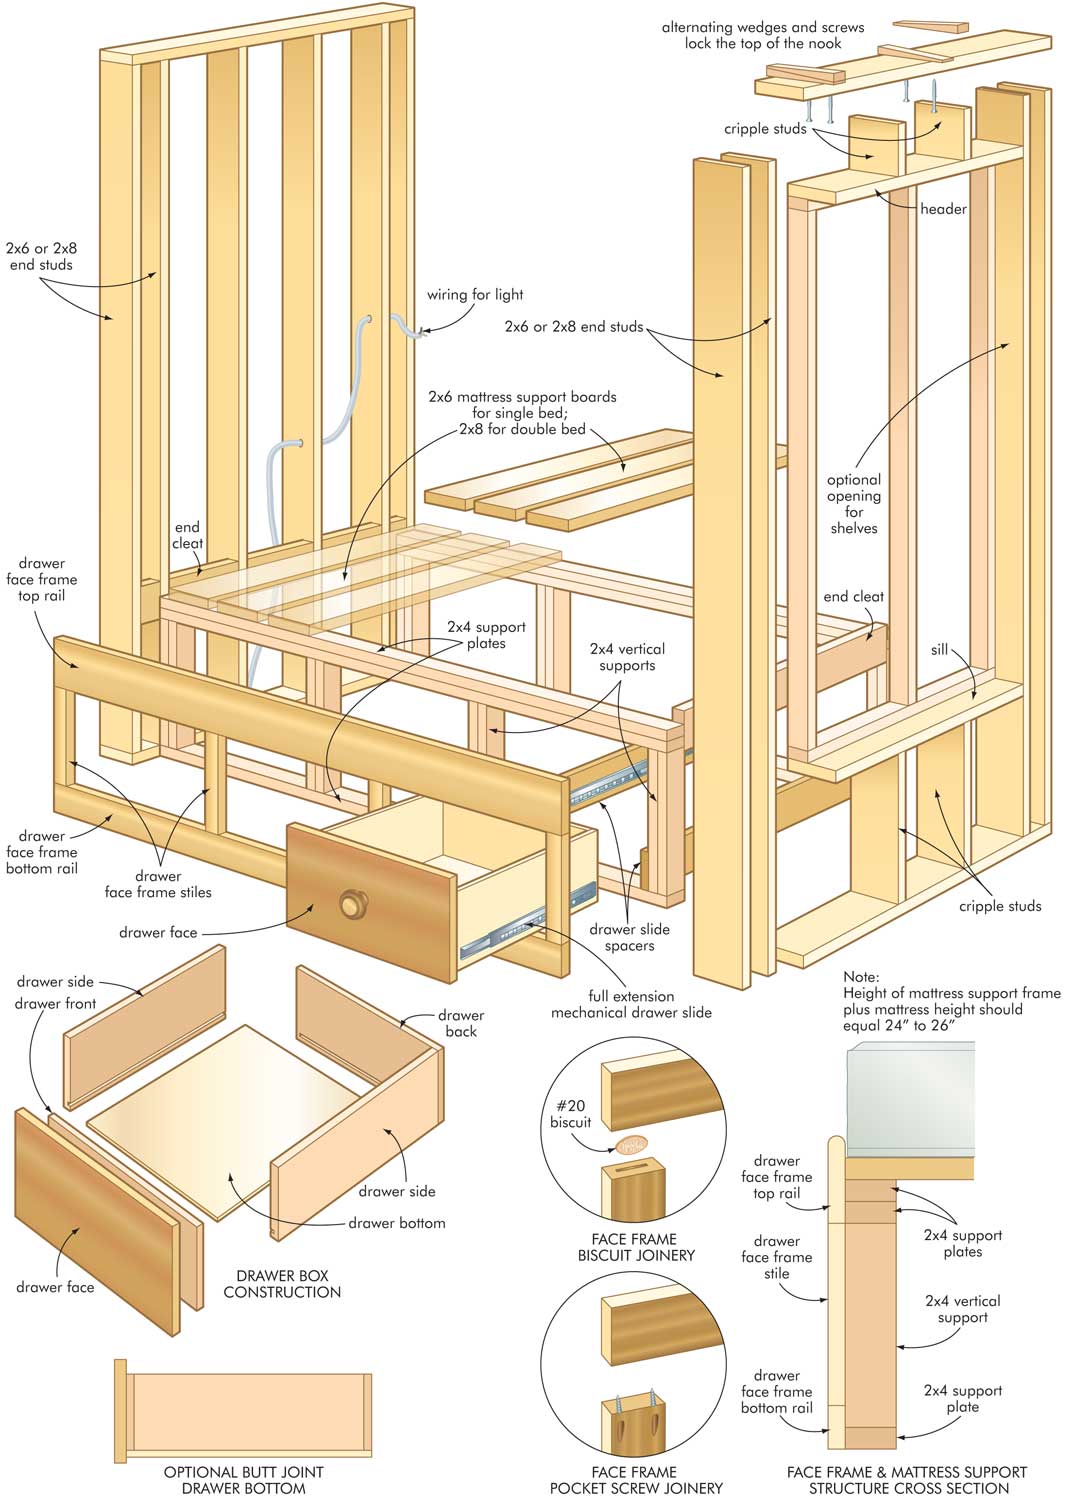 alternating wedges and screws
lock the top of the nook
cripple studs
header
2x6 or 2x8
end studs
wiring for light
2x6 or 2x8 end studs
2x6 mattress support boards
for single bed;
2x8 for double bed
optional
opening
for
shelves
end
cleat
drawer
face frame
top rail
end cleat
2x4 support
plates
2x4 vertical
supports
sill
drawer
face frame
bottom rail
drawer
face frame stiles
drawer face
drawer slide
spacers
cripple studs
full extension
mechanical drawer slide
Note:
Height of mattress support frame
plus mattress height should
equal 24” to 26”
drawer side
drawer front
drawer
back
drawer side
drawer bottom
drawer face
DRAWER BOX
CONSTRUCTION
#20
biscuit
FACE FRAME
BISCUIT JOINERY
drawer
face frame
top rail
2x4 support
plates
drawer
face frame
stile
2x4 vertical
support
drawer
face frame
bottom rail
2x4 support
plate
OPTIONAL BUTT JOINT
DRAWER BOTTOM
FACE FRAME
POCKET SCREW JOINERY
FACE FRAME & MATTRESS SUPPORT
STRUCTURE CROSS SECTION